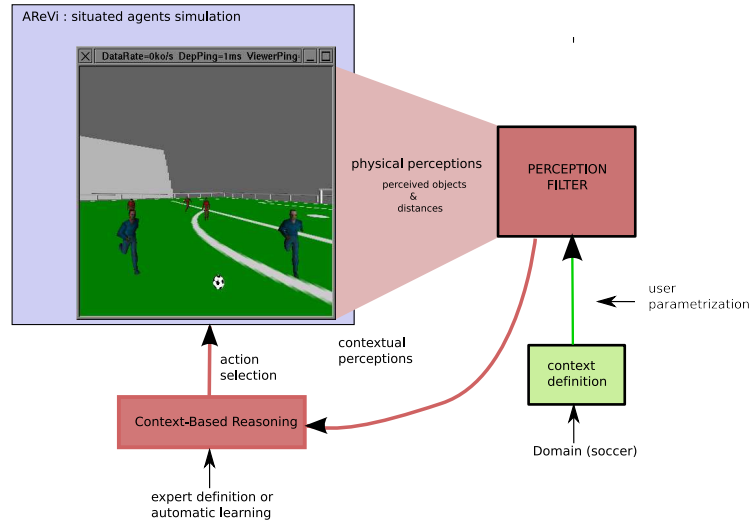 AReVi : situated agents simulation
DataRate=0ko/s DepPing=1ms ViewerPing
physical perceptions
perceived objects
&
distances
PERCEPTION
FILTER
user
parametrization
contextual
perceptions
action
selection
context
definition
Context-Based Reasoning
Domain (soccer)
expert definition or
automatic learning